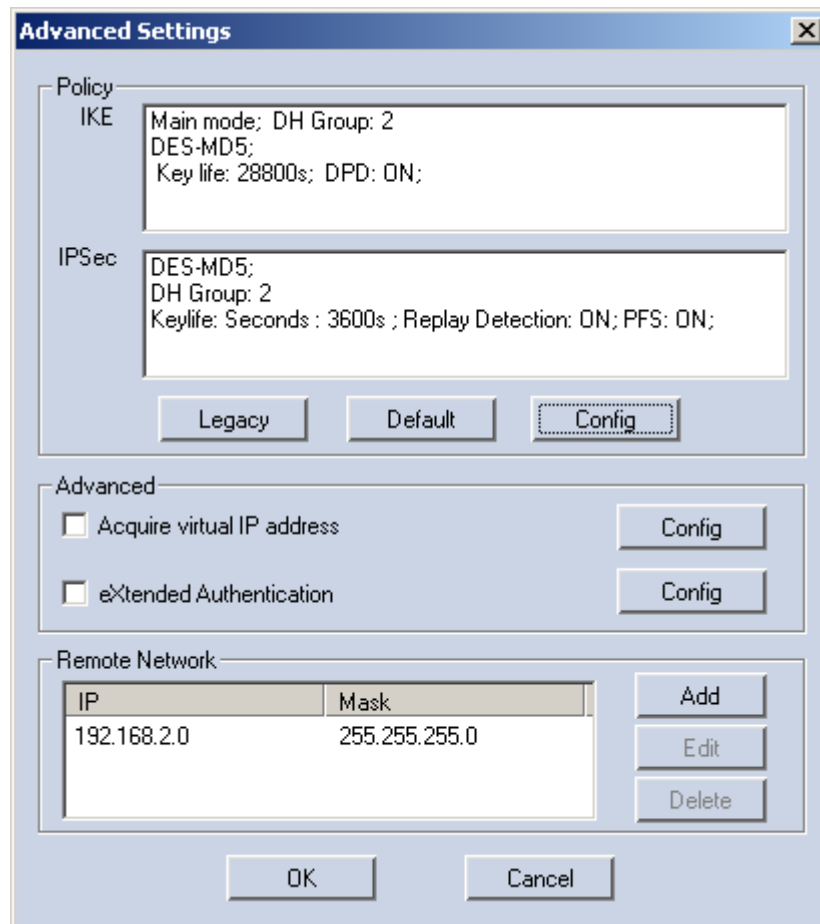 Advanced Settings
Policy
IKE
Main mode; DH Group: 2
DES-MD5;
Key life: 28800s; DPD: ON;
IPSec
DES-MD5;
DH Group: 2
Keylife: Seconds : 3600s ; Replay Detection: ON; PFS: ON;
Legacy Default Config
Advanced
Acquire virtual IP address Config
eXtended Authentication Config
Remote Network
IP Mask Add
192.168.2.0 255.255.255.0
Edit
Delete
OK Cancel